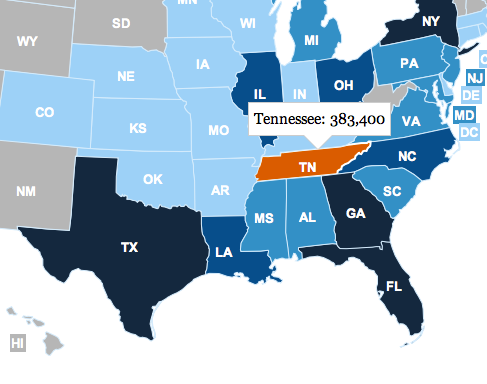 MN
WY
SD
WI
MI
NY
NE
IA
PA
IL
IN
OH
NJ
CO
KS
MO
DE
MD
VA
DC
Tennessee: 383,400
NM
OK
AR
TN
NC
SC
MS
AL
GA
TX
LA
FL
HI